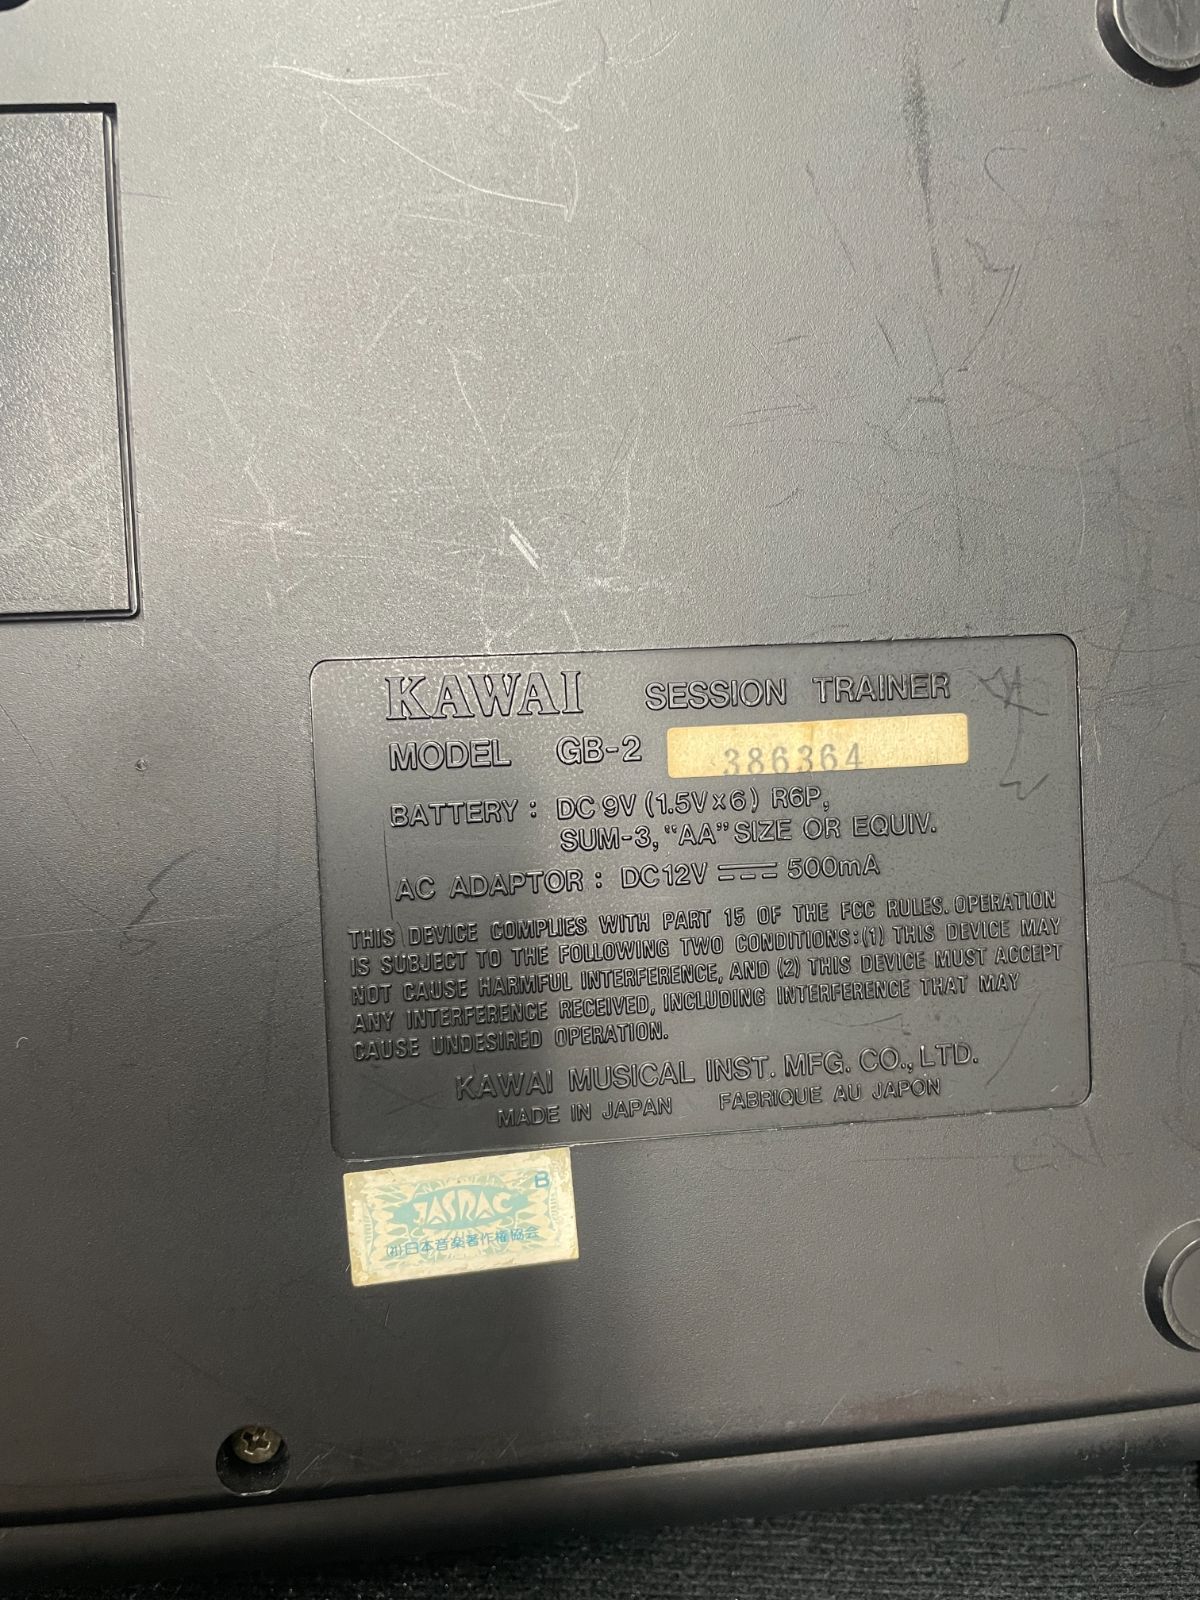 KAWAI SESSION TRAINER
MODEL GB-2 386364
BATTERY : DC 9V (1.5V×6) R6P,
SUM-3, "AA" SIZE OR EQUIV.
AC ADAPTOR : DC12V ⎓ 500mA
THIS DEVICE COMPLIES WITH PART 15 OF THE FCC RULES. OPERATION
IS SUBJECT TO THE FOLLOWING TWO CONDITIONS:(1) THIS DEVICE MAY
NOT CAUSE HARMFUL INTERFERENCE, AND (2) THIS DEVICE MUST ACCEPT
ANY INTERFERENCE RECEIVED, INCLUDING INTERFERENCE THAT MAY
CAUSE UNDESIRED OPERATION.
KAWAI MUSICAL INST. MFG. CO., LTD.
MADE IN JAPAN FABRIQUE AU JAPON
B
JASRAC
(社)日本音楽著作権協会